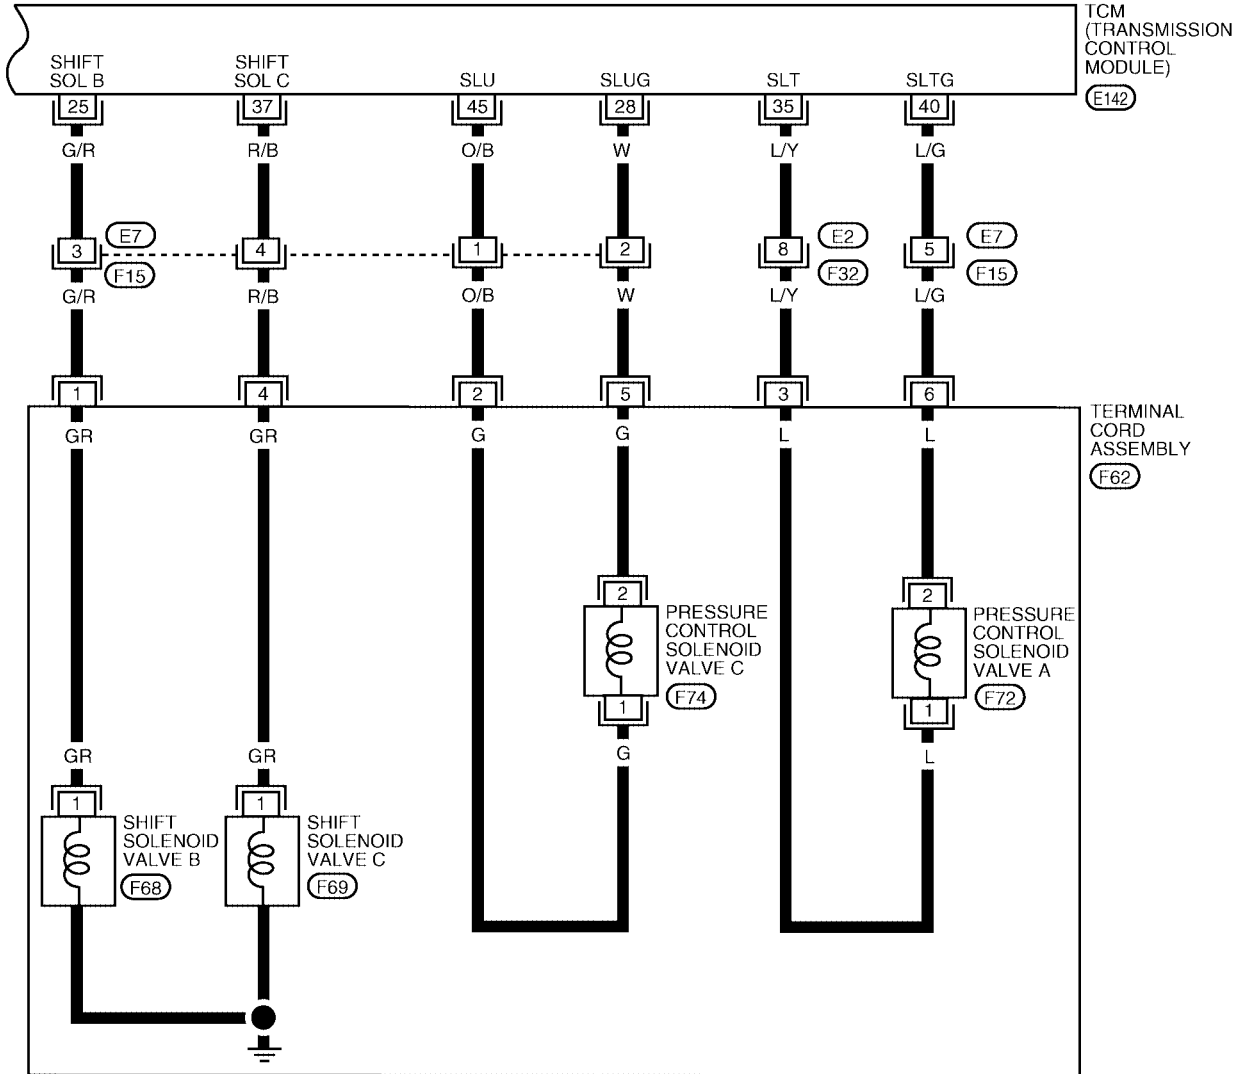 TCM
(TRANSMISSION
CONTROL
MODULE)
E142
SHIFT
SOL B
SHIFT
SOL C
SLU
SLUG
SLT
SLTG
25
37
45
28
35
40
G/R
R/B
O/B
W
L/Y
L/G
3
E7
F15
4
1
2
8
E2
F32
5
E7
F15
G/R
R/B
O/B
W
L/Y
L/G
1
4
2
5
3
6
TERMINAL
CORD
ASSEMBLY
F62
GR
GR
G
G
L
L
2
PRESSURE
CONTROL
SOLENOID
VALVE C
F74
1
G
2
PRESSURE
CONTROL
SOLENOID
VALVE A
F72
1
L
GR
GR
1
SHIFT
SOLENOID
VALVE B
F68
1
SHIFT
SOLENOID
VALVE C
F69